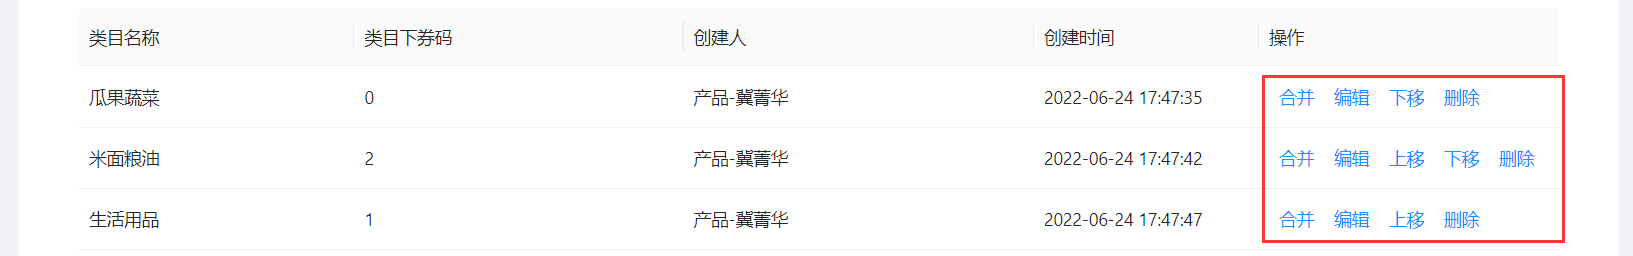 类目名称 类目下券码 创建人 创建时间 操作
瓜果蔬菜 0 产品-冀菁华 2022-06-24 17:47:35 合并 编辑 下移 删除
米面粮油 2 产品-冀菁华 2022-06-24 17:47:42 合并 编辑 上移 下移 删除
生活用品 1 产品-冀菁华 2022-06-24 17:47:47 合并 编辑 上移 删除